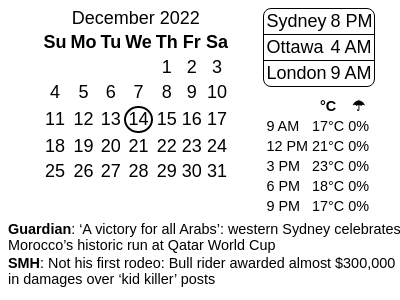 December 2022
Su Mo Tu We Th Fr Sa
1 2 3
4 5 6 7 8 9 10
11 12 13 14 15 16 17
18 19 20 21 22 23 24
25 26 27 28 29 30 31
Sydney 8 PM
Ottawa 4 AM
London 9 AM
°C ☂
9 AM 17°C 0%
12 PM 21°C 0%
3 PM 23°C 0%
6 PM 18°C 0%
9 PM 17°C 0%
Guardian: ‘A victory for all Arabs’: western Sydney celebrates
Morocco’s historic run at Qatar World Cup
SMH: Not his first rodeo: Bull rider awarded almost $300,000
in damages over ‘kid killer’ posts